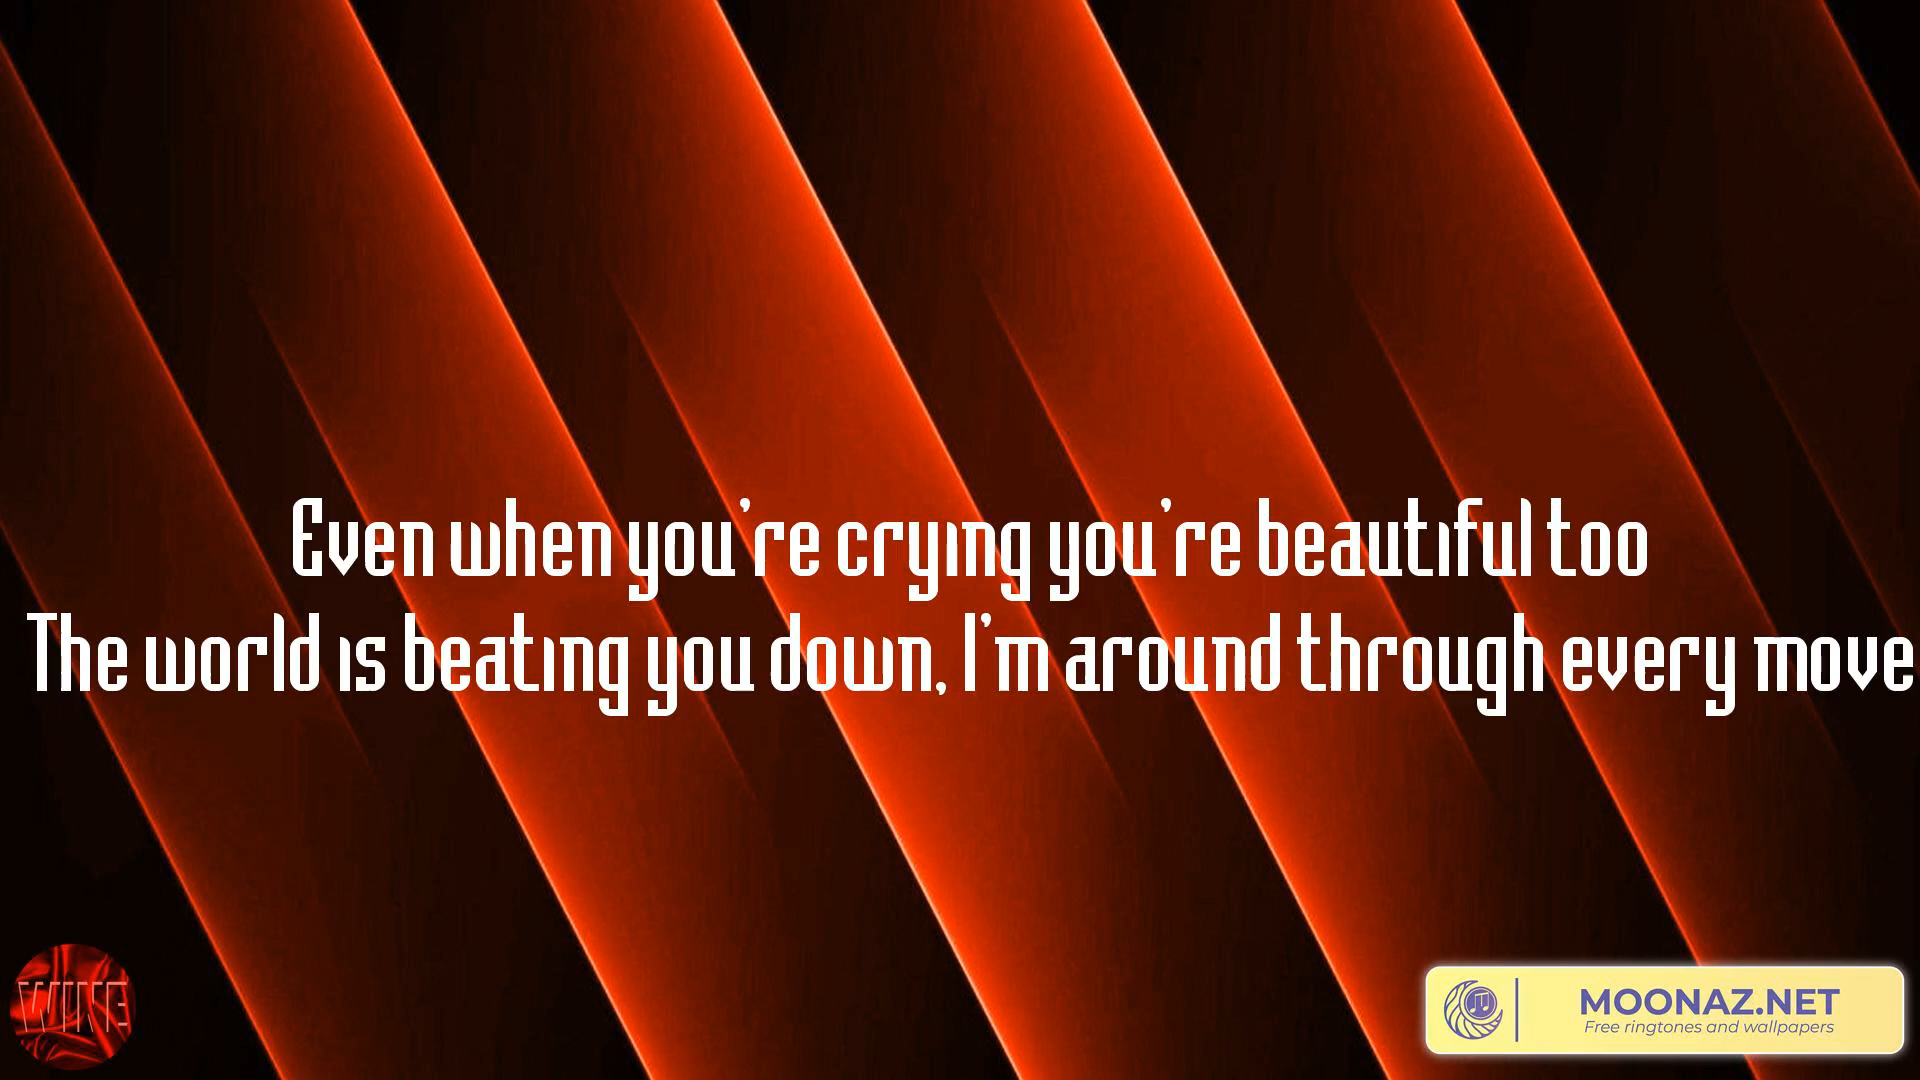 Even when you're crying you're beautiful too
The world is beating you down, I'm around through every move
WINE
MOONAZ.NET
Free ringtones and wallpapers